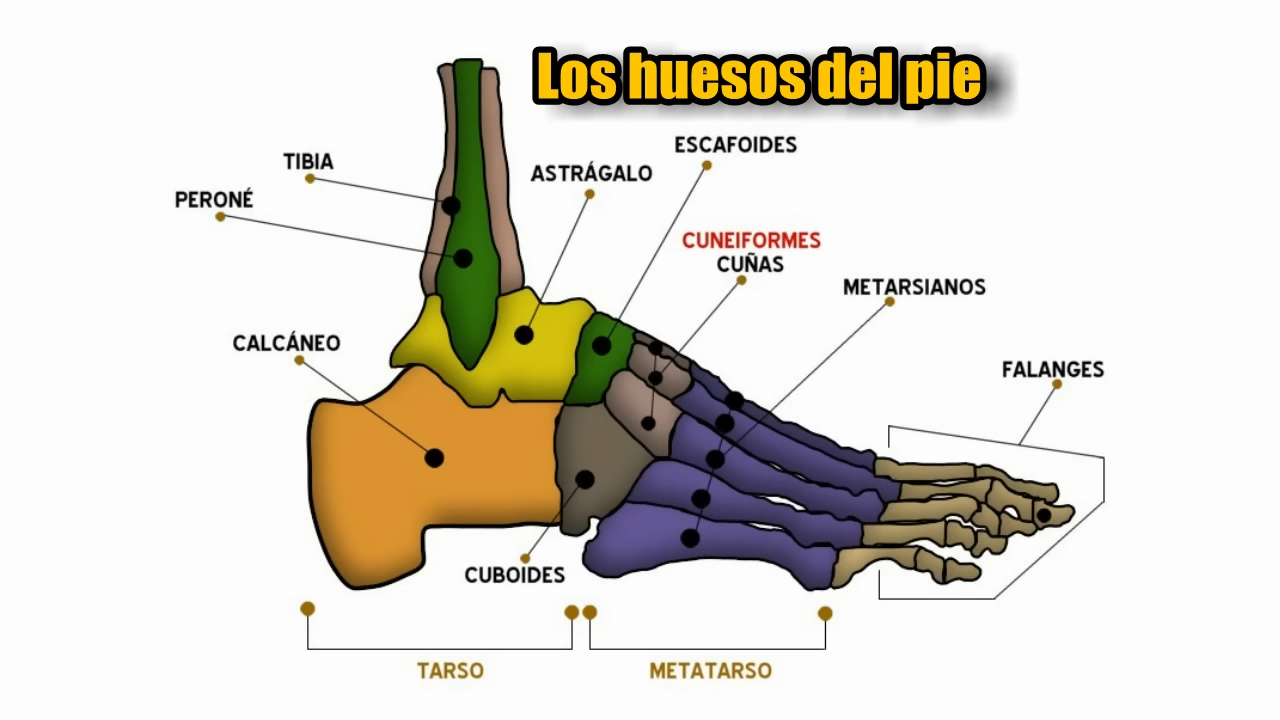 Los huesos del pie
ESCAFOIDES
TIBIA
ASTRÁGALO
PERONÉ
CUNEIFORMES
CUÑAS
METARSIANOS
CALCÁNEO
FALANGES
CUBOIDES
TARSO
METATARSO